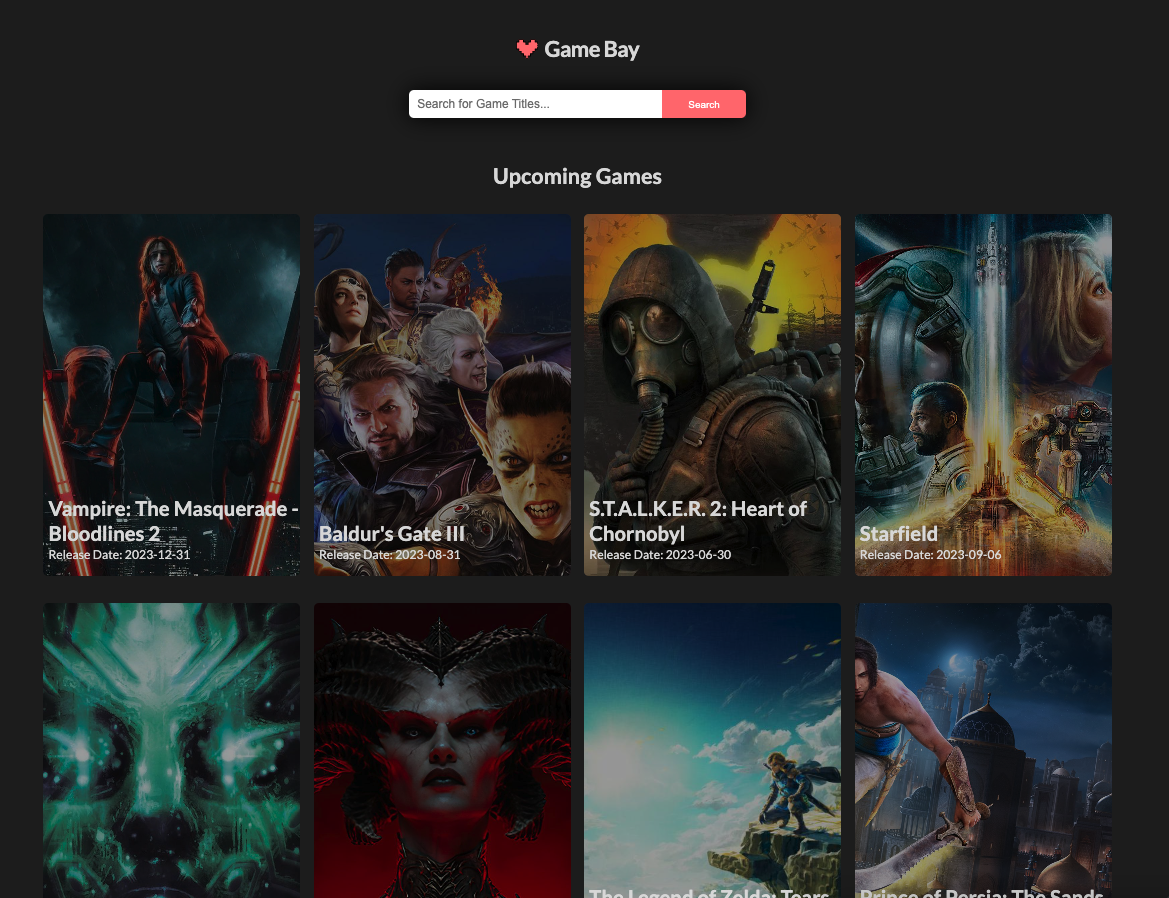 Game Bay
Search for Game Titles...
Search
Upcoming Games
Vampire: The Masquerade -
Bloodlines 2
Release Date: 2023-12-31
Baldur's Gate III
Release Date: 2023-08-31
S.T.A.L.K.E.R. 2: Heart of
Chornobyl
Release Date: 2023-06-30
Starfield
Release Date: 2023-09-06
The Legend of Zelda: Tears
Prince of Persia: The Sands